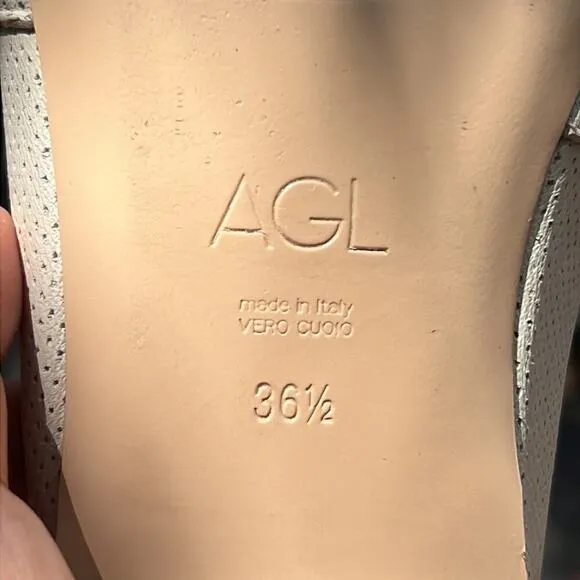 AGL
made in Italy
VERO CUOIO
36½